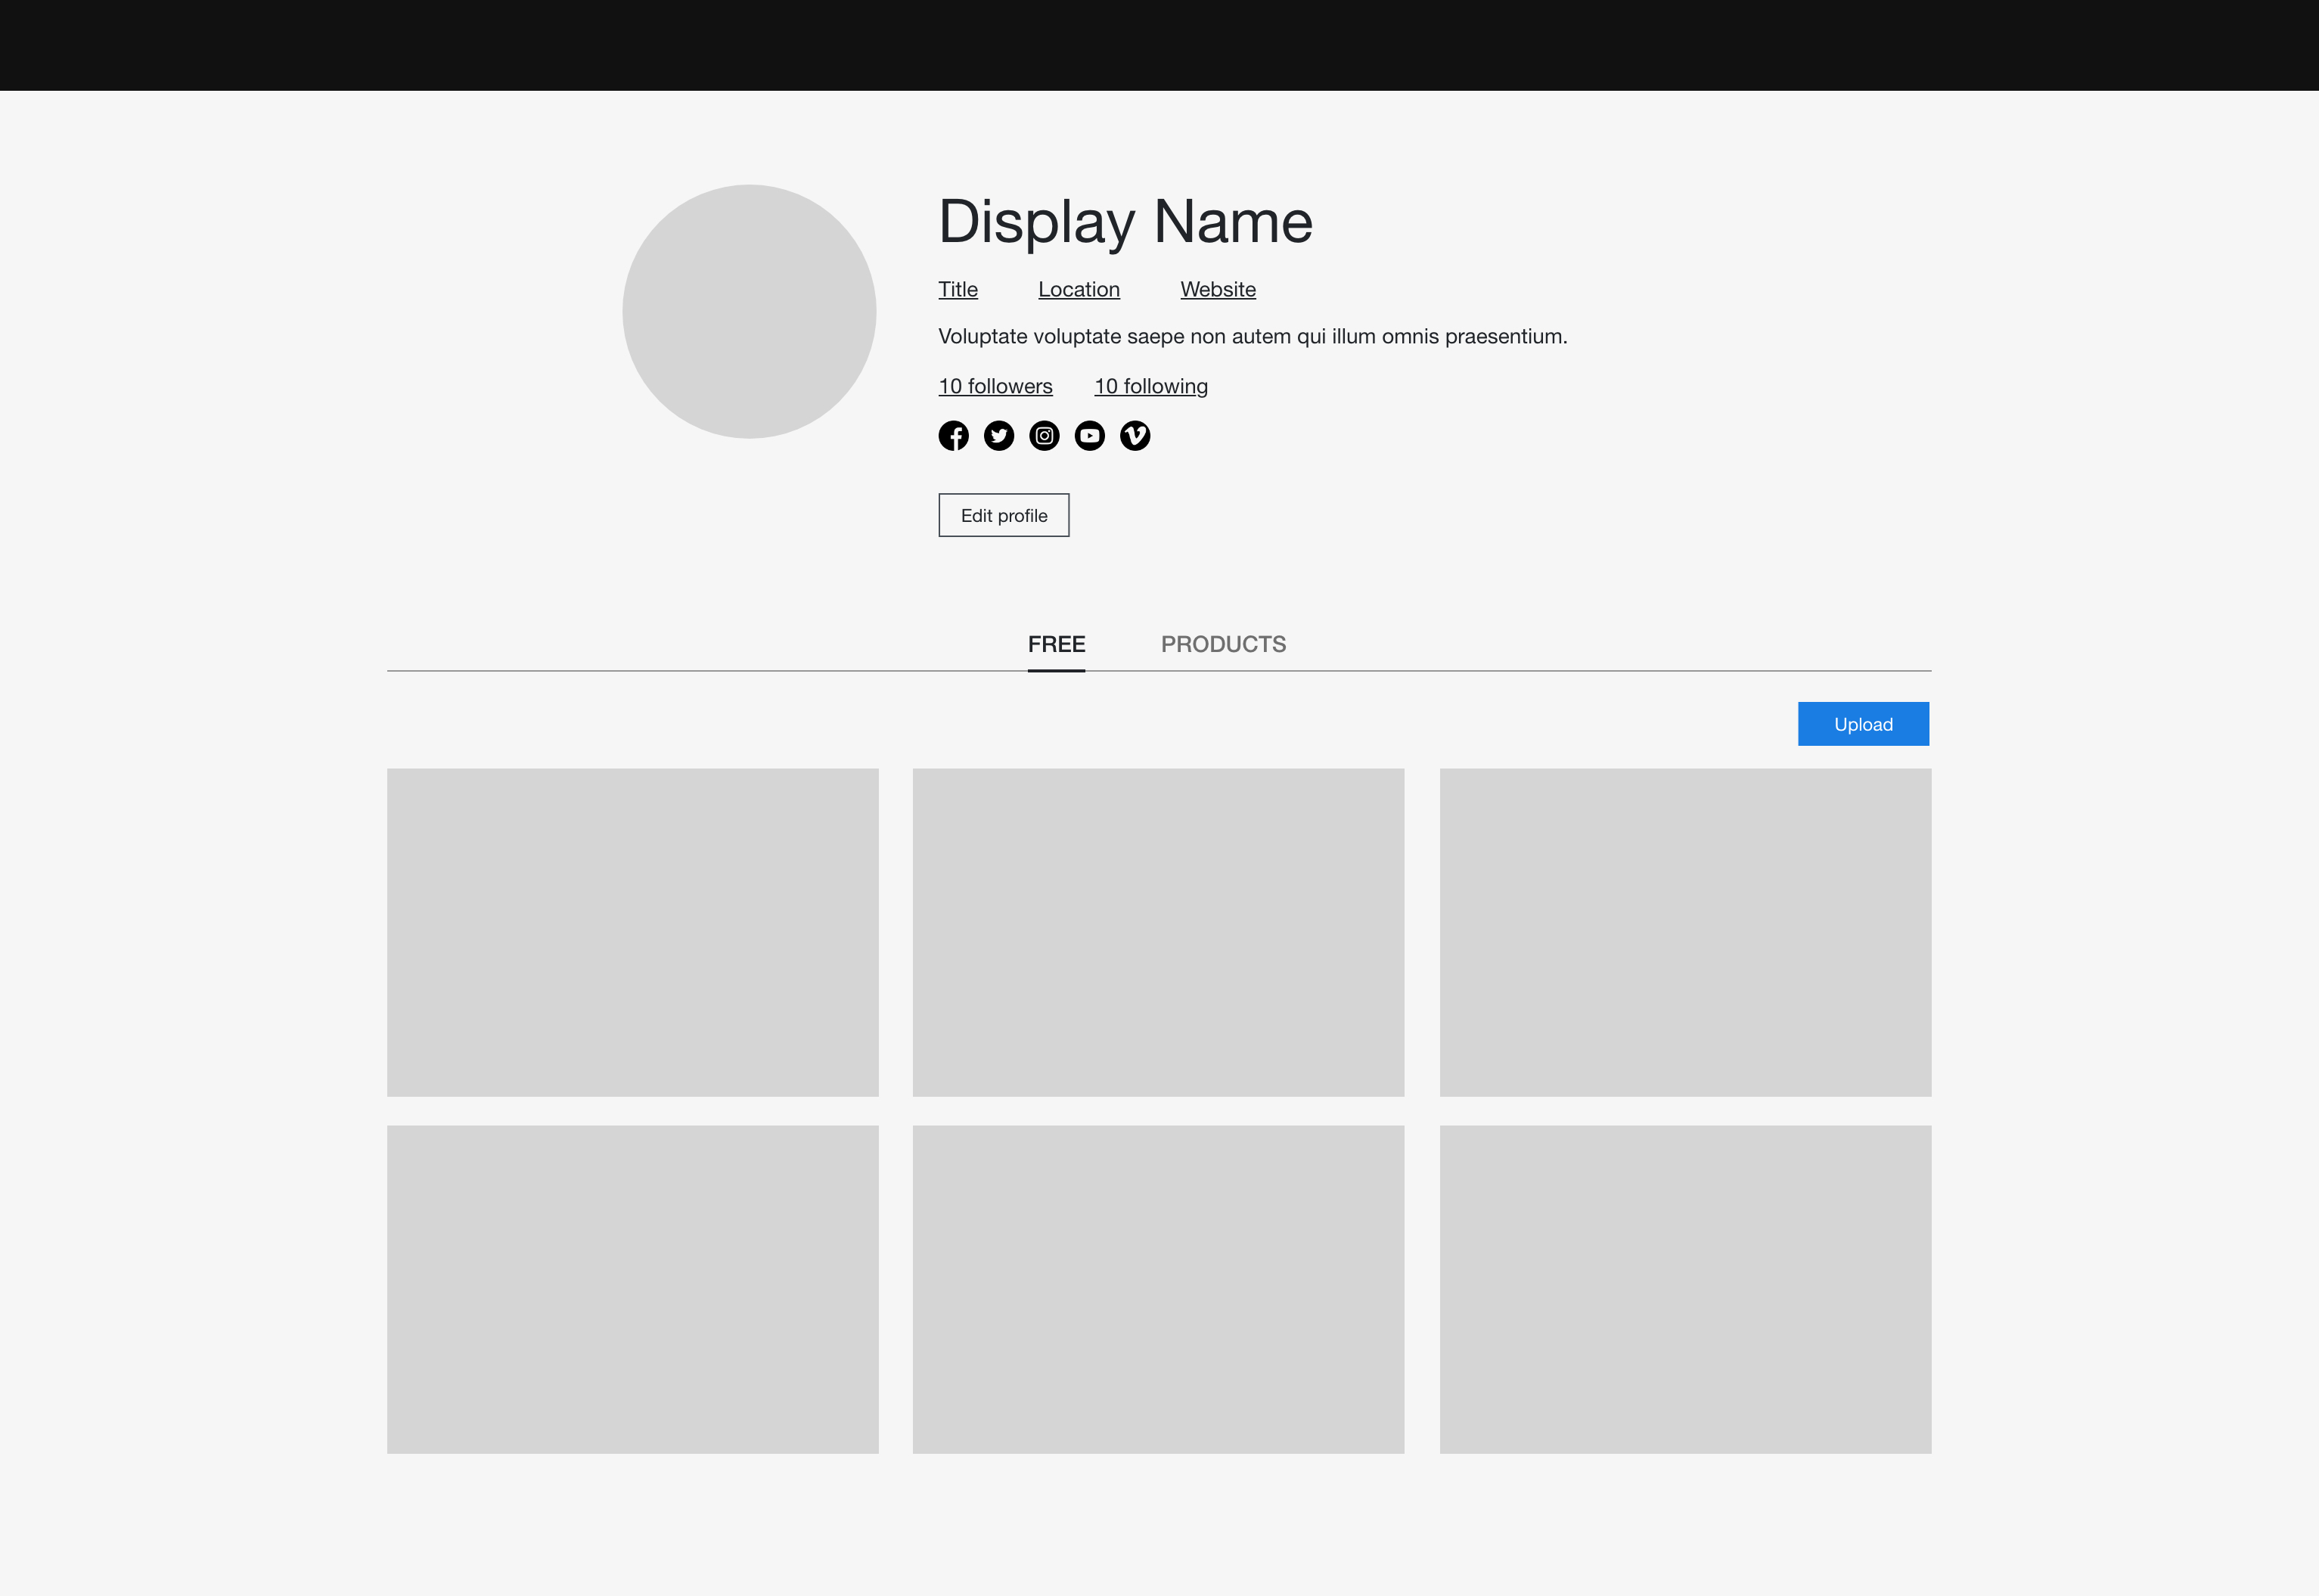 Display Name
Title Location Website
Voluptate voluptate saepe non autem qui illum omnis praesentium.
10 followers 10 following
Edit profile
FREE PRODUCTS
Upload